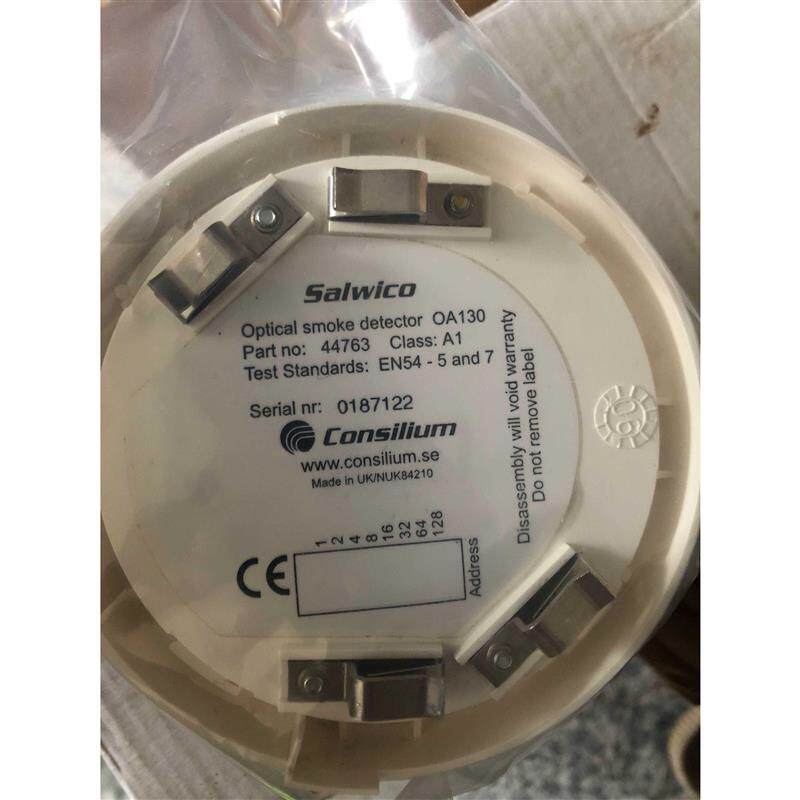 Salwico
Optical smoke detector OA130
Part no: 44763 Class: A1
Test Standards: EN54 - 5 and 7
Serial nr: 0187122
Consilium
www.consilium.se
Made in UK/NUK84210
Disassembly will void warranty
Do not remove label
1
2
4
8
16
32
64
128
CE
Address
06